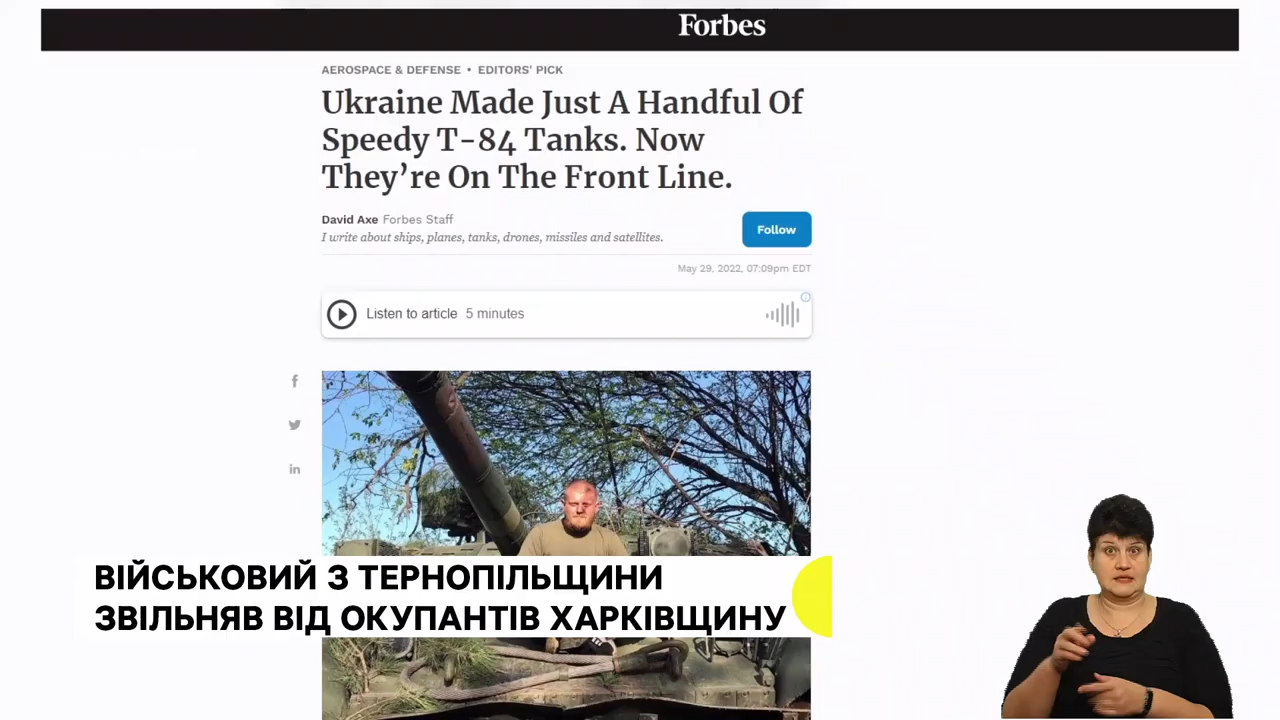 Forbes
AEROSPACE & DEFENSE • EDITORS' PICK
Ukraine Made Just A Handful Of
Speedy T-84 Tanks. Now
They’re On The Front Line.
David Axe Forbes Staff
Follow
I write about ships, planes, tanks, drones, missiles and satellites.
May 29, 2022, 07:09pm EDT
Listen to article 5 minutes
ВІЙСЬКОВИЙ З ТЕРНОПІЛЬЩИНИ
ЗВІЛЬНЯВ ВІД ОКУПАНТІВ ХАРКІВЩИНУ